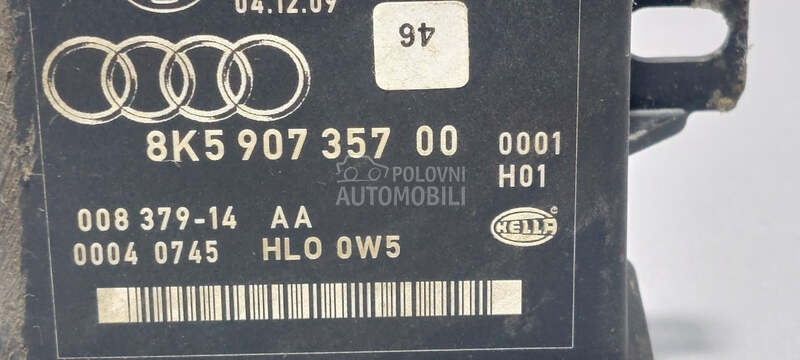 04.12.09
46
8K5 907 357 00 0001
H01
POLOVNI
AUTOMOBILI
008 379-14 AA
0004 0745 HLO 0W5
HELLA